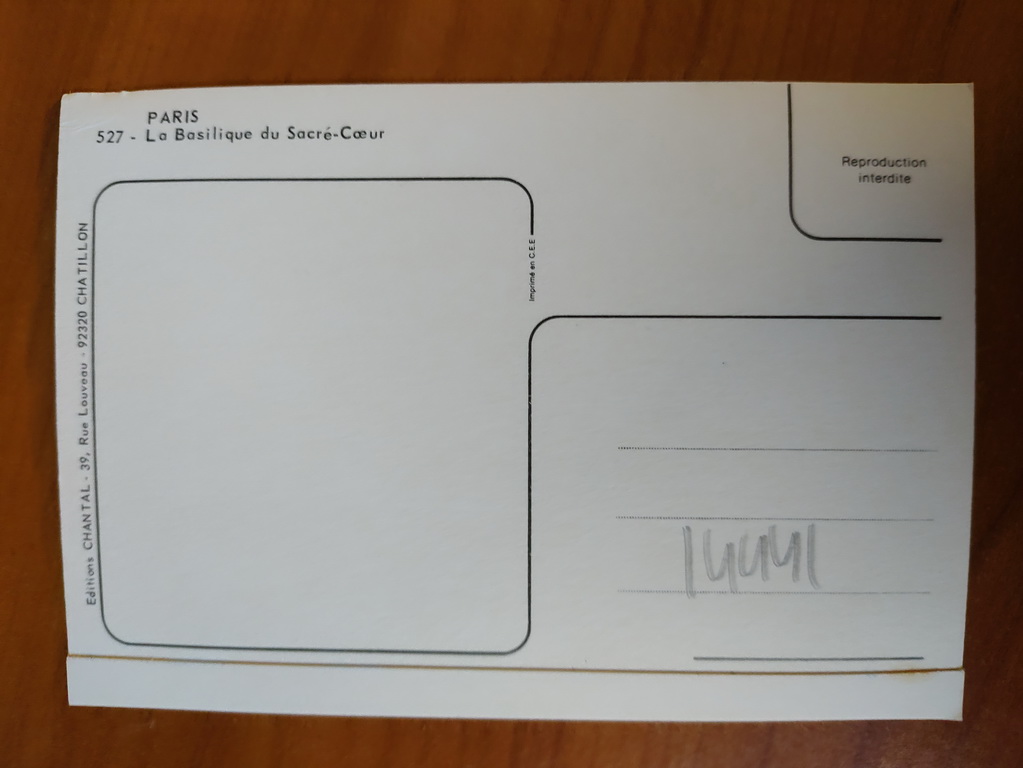 PARIS
527 - La Basilique du Sacré-Cœur
Reproduction
interdite
Editions CHANTAL - 39, Rue Louveau - 92320 CHATILLON
Imprimé en C.E.E